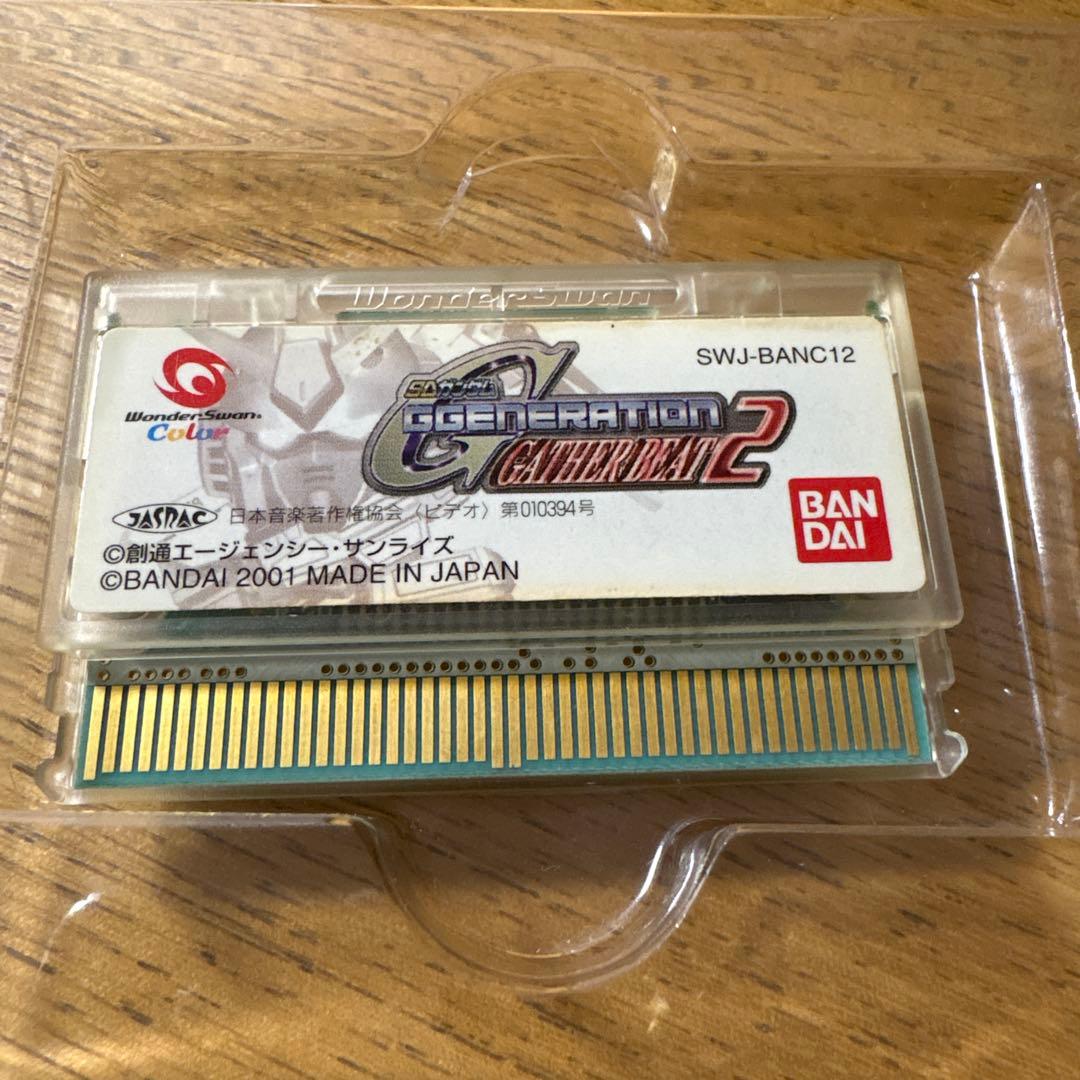 WonderSwan
SWJ-BANC12
WonderSwan
Color
SDガンダム
GGENERATION
GATHER BEAT 2
JASRAC 日本音楽著作権協会〈ビデオ〉第010394号
BAN
DAI
©創通エージェンシー・サンライズ
©BANDAI 2001 MADE IN JAPAN